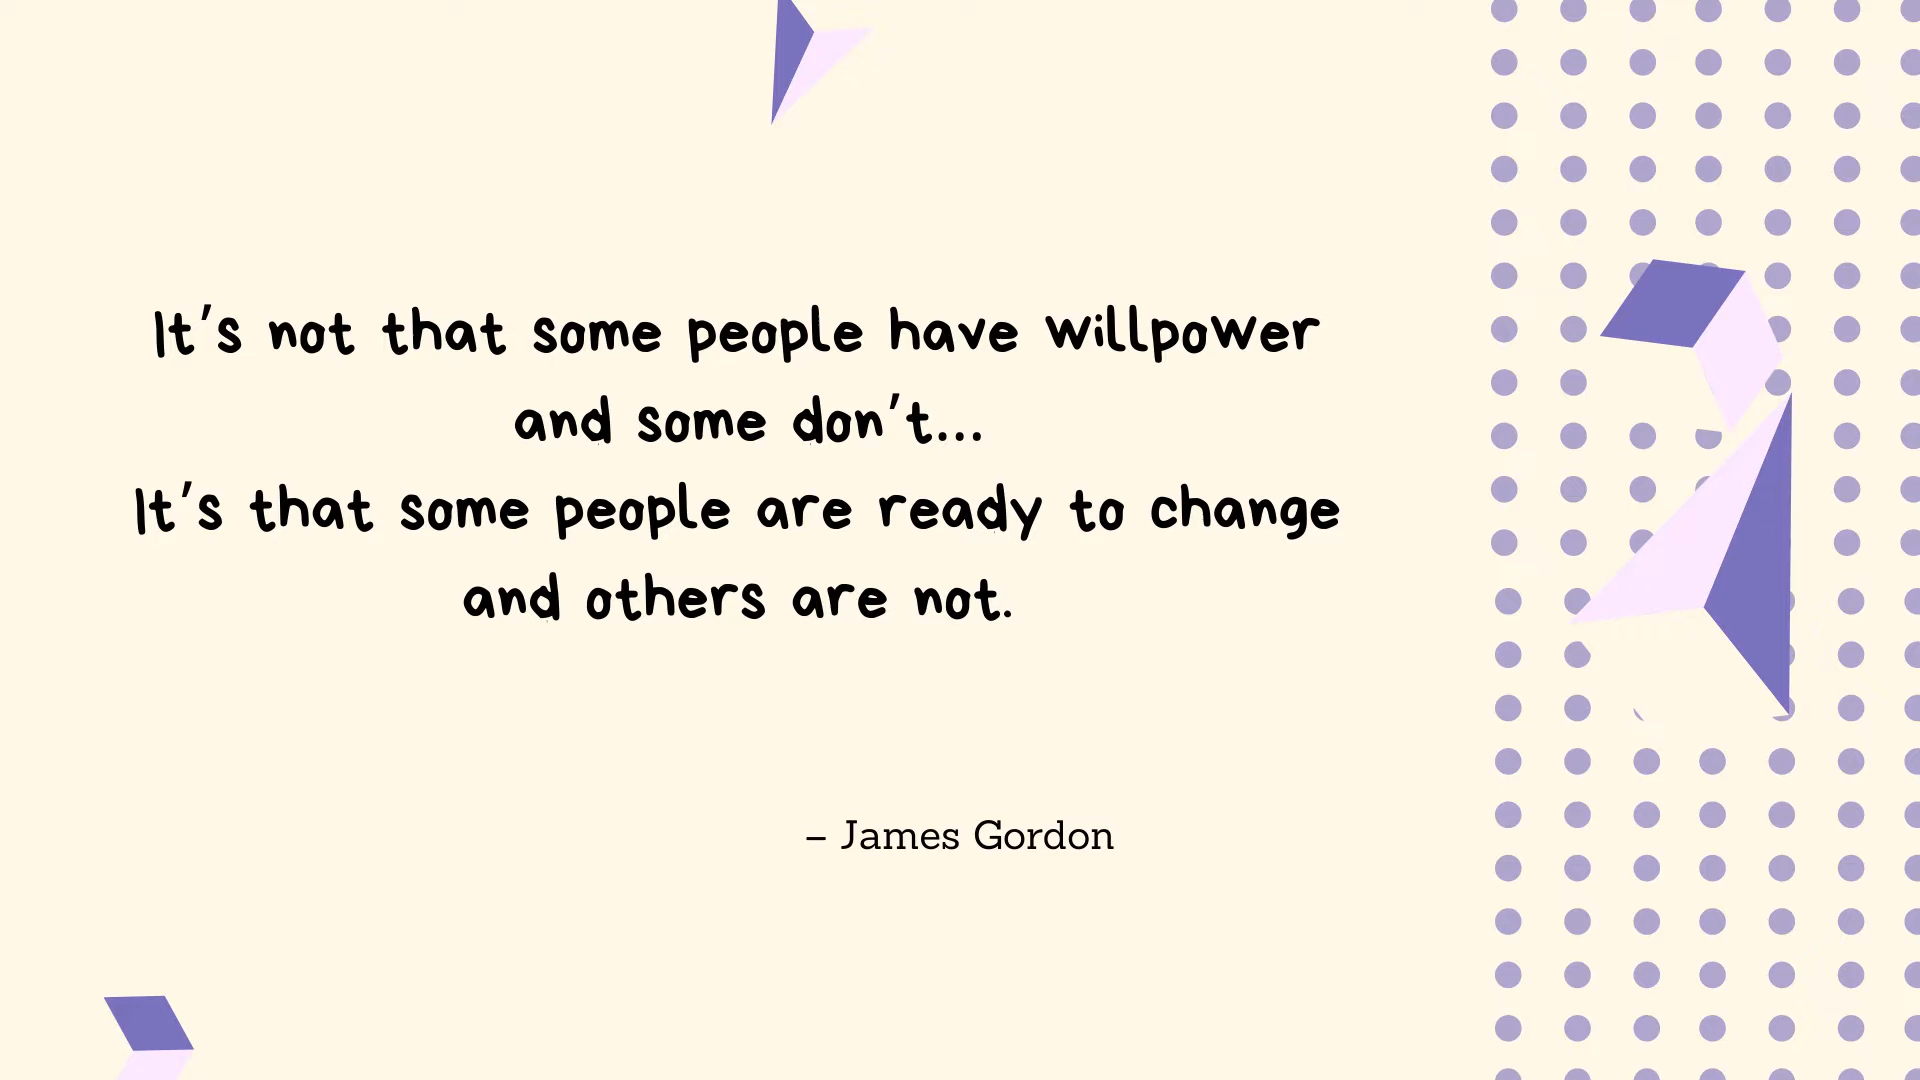 It's not that some people have willpower
and some don't...
It's that some people are ready to change
and others are not.
– James Gordon